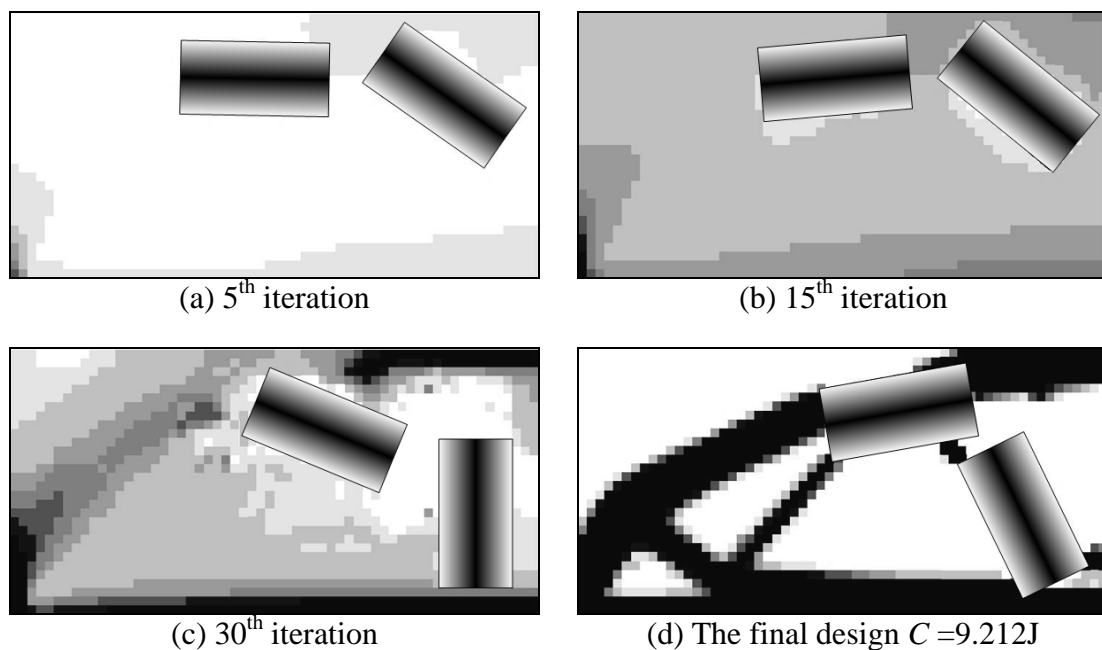 (a) 5th iteration
(b) 15th iteration
(c) 30th iteration
(d) The final design C =9.212J